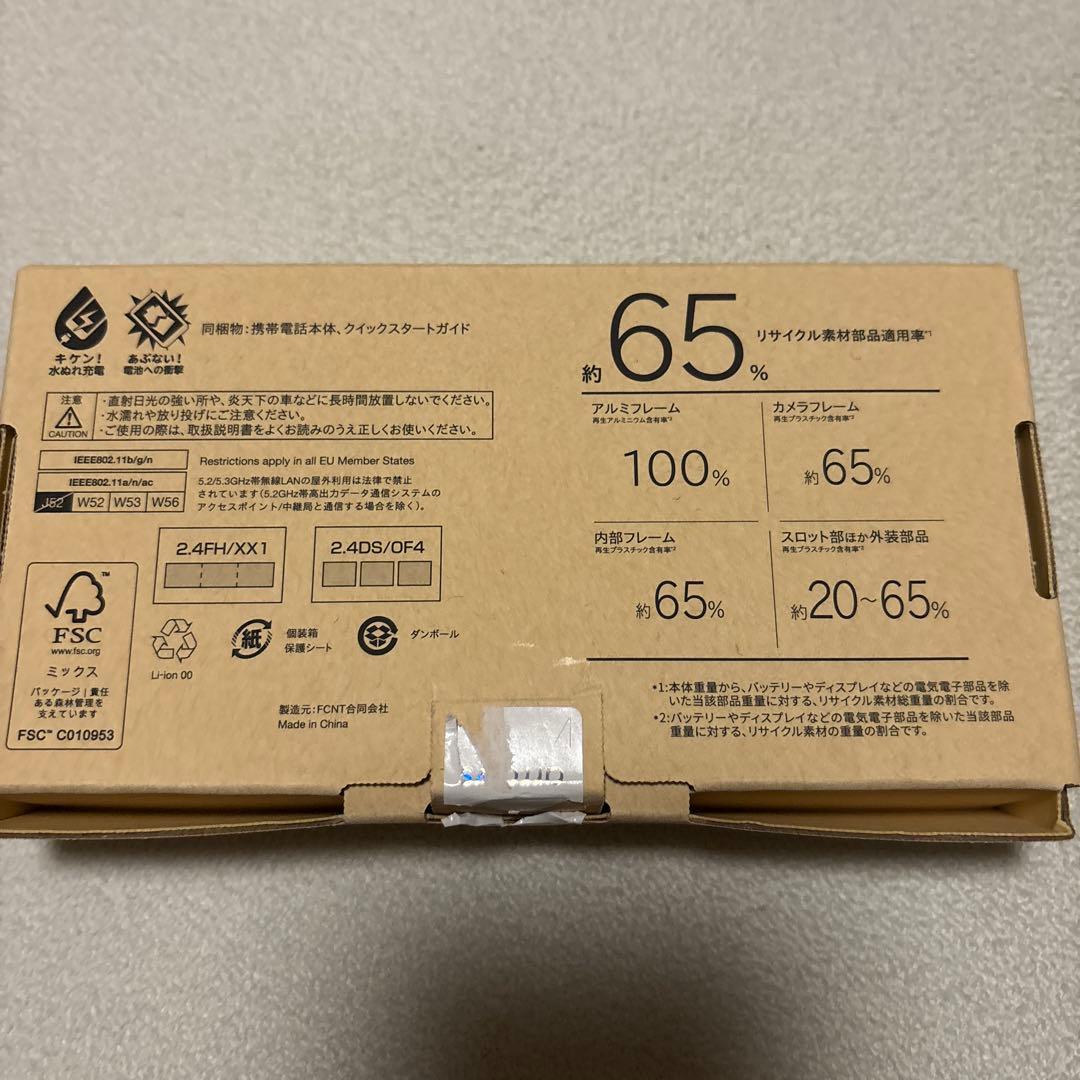 キケン!
水ぬれ充電
あぶない!
電池への衝撃
同梱物:携帯電話本体、クイックスタートガイド
注意
CAUTION
・直射日光の強い所や、炎天下の車などに長時間放置しないでください。
・水濡れや放り投げにご注意ください。
・ご使用の際は、取扱説明書をよくお読みのうえ正しくお使いください。
IEEE802.11b/g/n
IEEE802.11a/n/ac
J52 W52 W53 W56
Restrictions apply in all EU Member States
5.2/5.3GHz帯無線LANの屋外利用は法律で禁止
されています(5.2GHz帯高出力データ通信システムの
アクセスポイント/中継局と通信する場合を除く)。
2.4FH/XX1
2.4DS/OF4
FSC
www.fsc.org
ミックス
パッケージ|責任
ある森林管理を
支えています
FSC™ C010953
Li-ion 00
紙
個装箱
保護シート
ダンボール
製造元:FCNT合同会社
Made in China
約65%
リサイクル素材部品適用率*1
アルミフレーム
再生アルミニウム含有率*2
100%
カメラフレーム
再生プラスチック含有率*2
約65%
内部フレーム
再生プラスチック含有率*2
約65%
スロット部ほか外装部品
再生プラスチック含有率*2
約20~65%
*1:本体重量から、バッテリーやディスプレイなどの電気電子部品を除
いた当該部品重量に対する、リサイクル素材総重量の割合です。
*2:バッテリーやディスプレイなどの電気電子部品を除いた当該部品
重量に対する、リサイクル素材の重量の割合です。